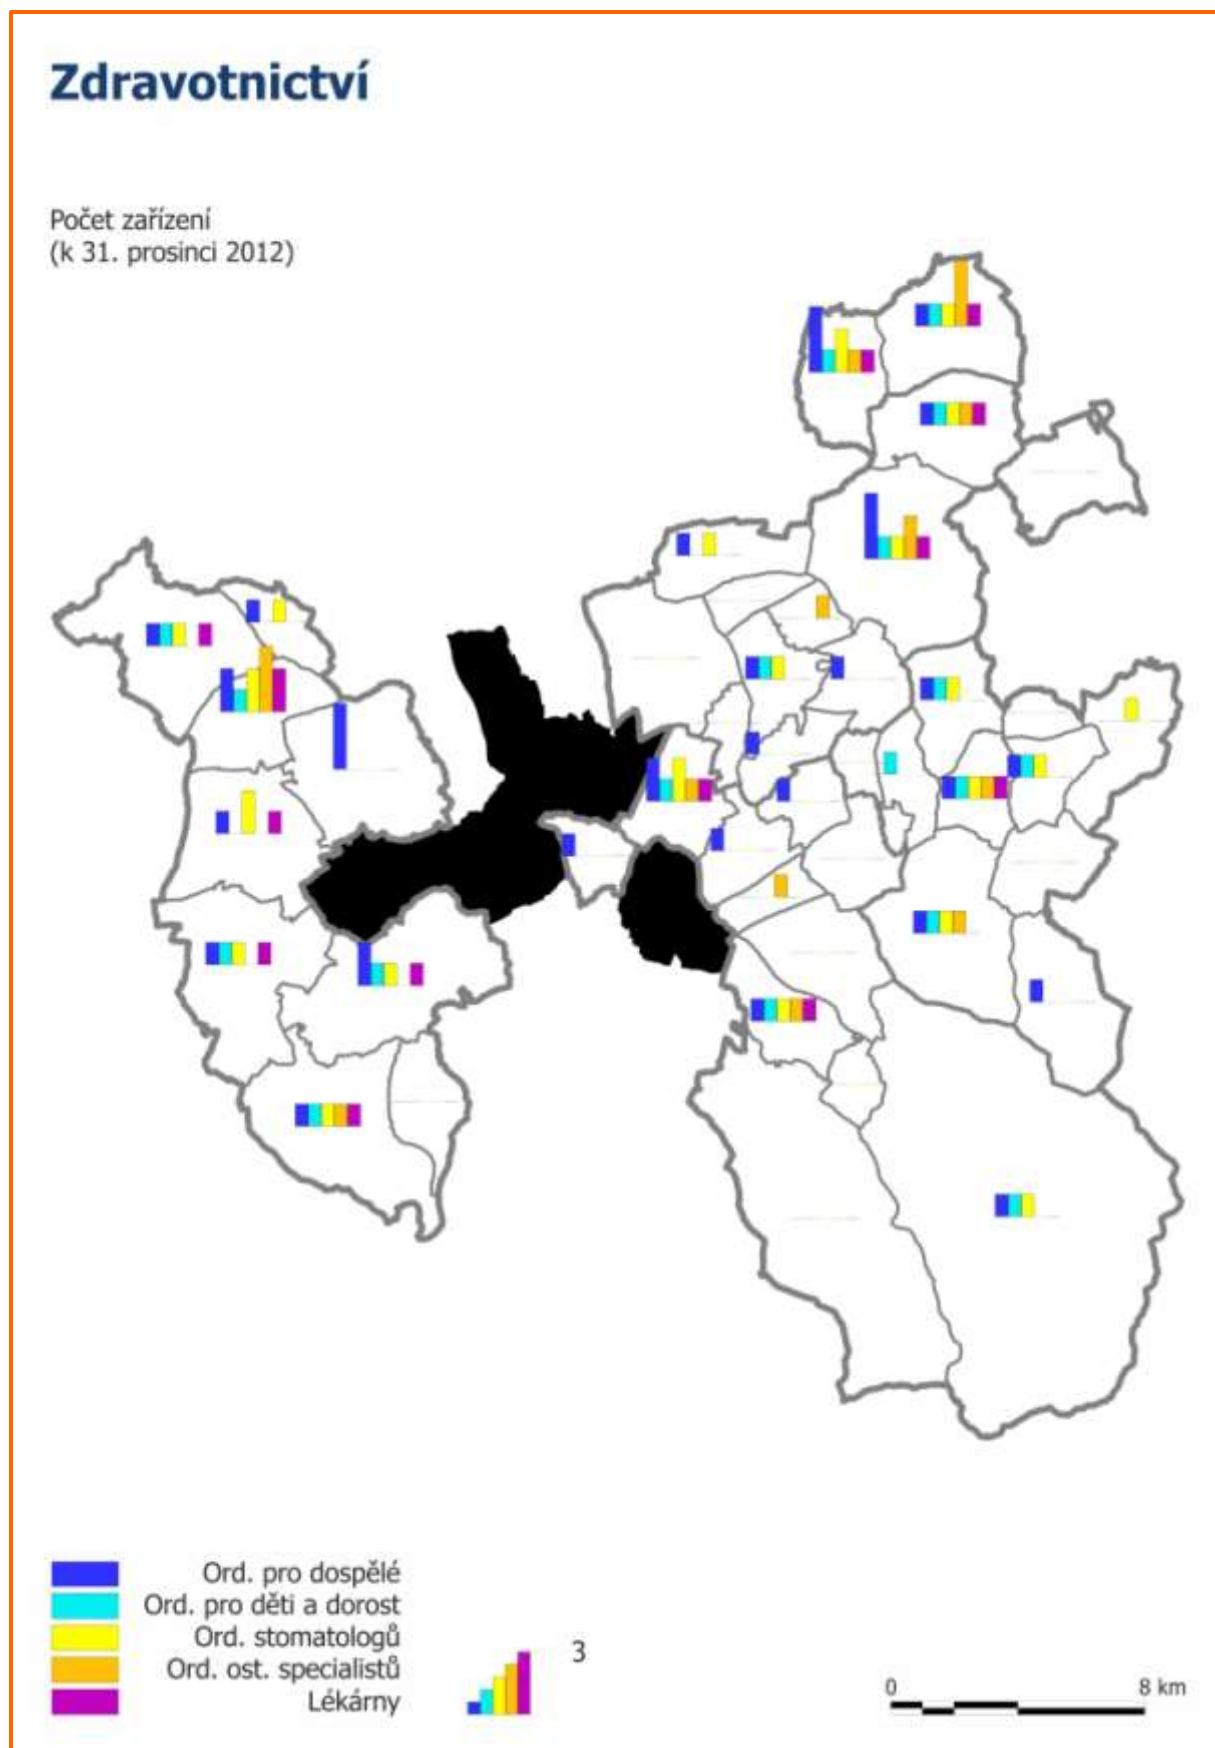 Zdravotnictví
Počet zařízení
(k 31. prosinci 2012)
Ord. pro dospělé
Ord. pro děti a dorost
Ord. stomatologů
Ord. ost. specialistů
Lékárny
3
0 8 km